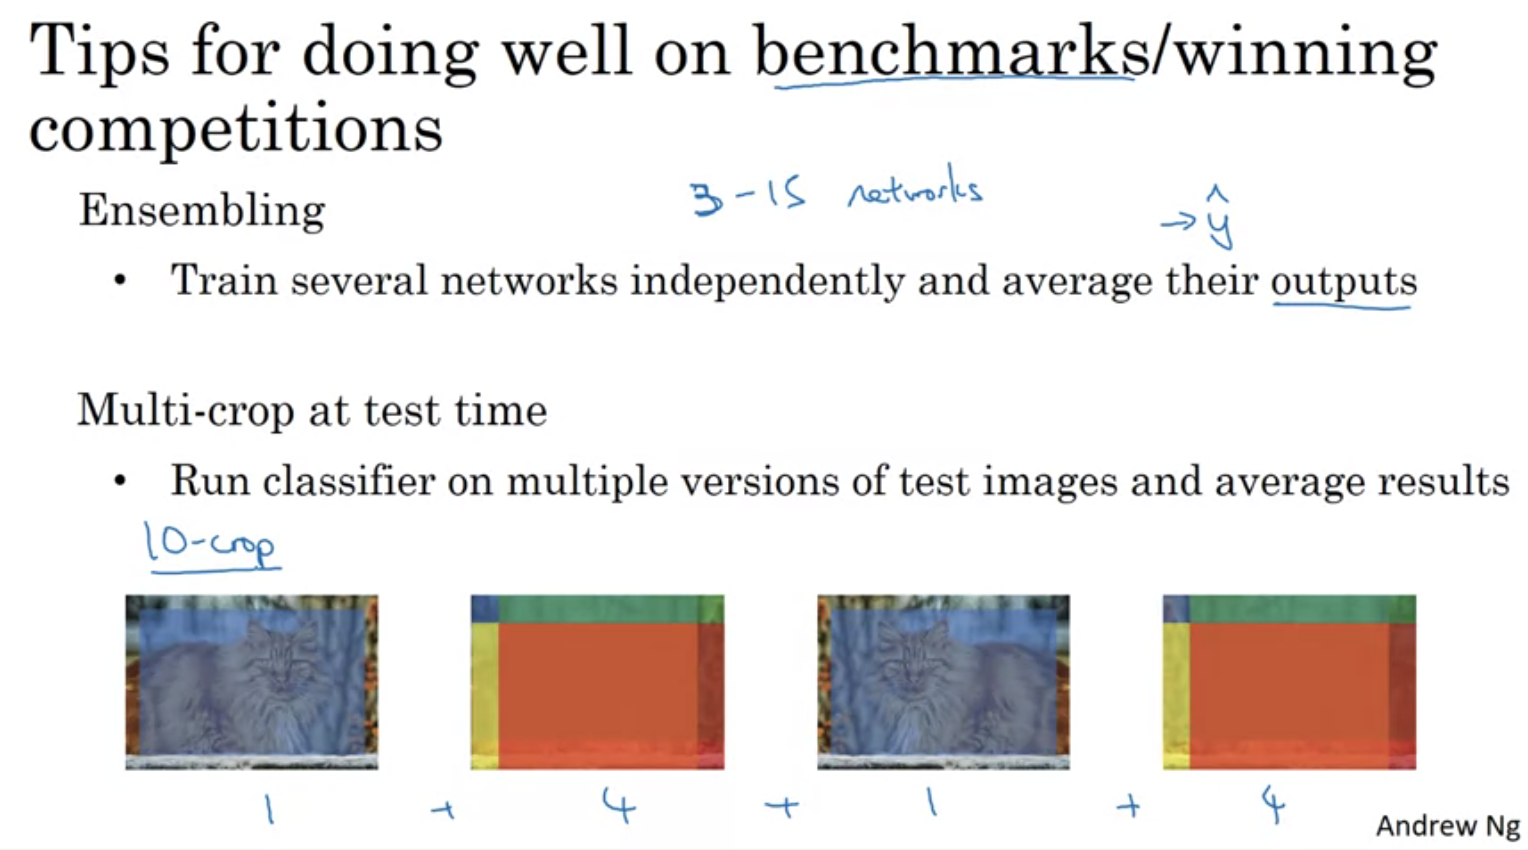 Tips for doing well on benchmarks/winning
competitions
3-15 networks
Ensembling
→ ŷ
• Train several networks independently and average their outputs
Multi-crop at test time
• Run classifier on multiple versions of test images and average results
10-crop
1 + 4 + 1 + 4
Andrew Ng